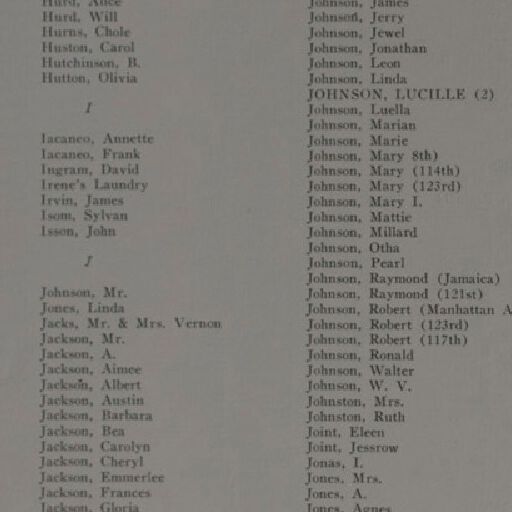 Hurd, Alice
Hurd, Will
Hurns, Chole
Huston, Carol
Hutchinson, B.
Hutton, Olivia
I
Iacaneo, Annette
Iacaneo, Frank
Ingram, David
Irene's Laundry
Irvin, James
Isom, Sylvan
Isson, John
J
Johnson, Mr.
Jones, Linda
Jacks, Mr. & Mrs. Vernon
Jackson, Mr.
Jackson, A.
Jackson, Aimee
Jackson, Albert
Jackson, Austin
Jackson, Barbara
Jackson, Bea
Jackson, Carolyn
Jackson, Cheryl
Jackson, Emmerlee
Jackson, Frances
Jackson, Gloria
Johnson, James
Johnson, Jerry
Johnson, Jewel
Johnson, Jonathan
Johnson, Leon
Johnson, Linda
JOHNSON, LUCILLE (2)
Johnson, Luella
Johnson, Marian
Johnson, Marie
Johnson, Mary 8th)
Johnson, Mary (114th)
Johnson, Mary (123rd)
Johnson, Mary I.
Johnson, Mattie
Johnson, Millard
Johnson, Otha
Johnson, Pearl
Johnson, Raymond (Jamaica)
Johnson, Raymond (121st)
Johnson, Robert (Manhattan A
Johnson, Robert (123rd)
Johnson, Robert (117th)
Johnson, Ronald
Johnson, Walter
Johnson, W. V.
Johnston, Mrs.
Johnston, Ruth
Joint, Eleen
Joint, Jessrow
Jonas, I.
Jones, Mrs.
Jones, A.
Jones, Agnes